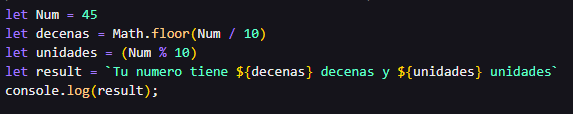 let Num = 45
let decenas = Math.floor(Num / 10)
let unidades = (Num % 10)
let result = `Tu numero tiene ${decenas} decenas y ${unidades} unidades`
console.log(result);